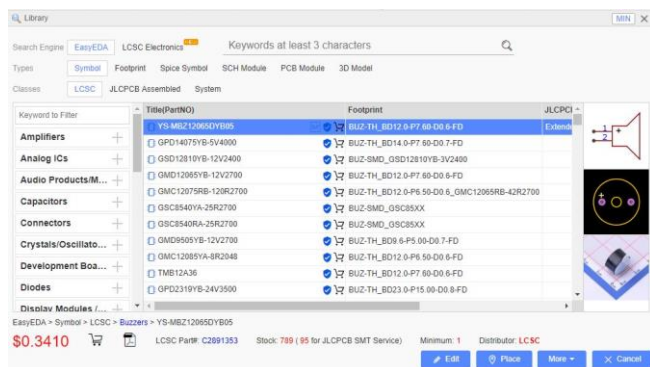 Library
MIN
Search Engine EasyEDA LCSC Electronics Keywords at least 3 characters
Types Symbol Footprint Spice Symbol SCH Module PCB Module 3D Model
Classes LCSC JLCPCB Assembled System
Keyword to Filter
Title(PartNO) Footprint JLCPCI
YS-MBZ12065DYB05 BUZ-TH_BD12.0-P7.60-D0.6-FD Extende
GPD14075YB-5V4000 BUZ-TH_BD14.0-P7.60-D0.7-FD
GSD12810YB-12V2400 BUZ-SMD_GSD12810YB-3V2400
GMD12065YB-12V2700 BUZ-TH_BD12.0-P7.60-D0.6-FD
GMC12075RB-120R2700 BUZ-TH_BD12.0-P6.50-D0.6_GMC12065RB-42R2700
GSC8540YA-25R2700 BUZ-SMD_GSC85XX
GSC8540RA-25R2700 BUZ-SMD_GSC85XX
GMD9505YB-12V2700 BUZ-TH_BD9.6-P5.00-D0.7-FD
GMC12085YA-8R2048 BUZ-TH_BD12.0-P6.50-D0.6-FD
TMB12A36 BUZ-TH_BD12.0-P7.60-D0.6-FD
GPD2319YB-24V3500 BUZ-TH_BD23.0-P15.00-D0.8-FD
Amplifiers
Analog ICs
Audio Products/M...
Capacitors
Connectors
Crystals/Oscillato...
Development Boa...
Diodes
Display Modules /...
1
2
EasyEDA > Symbol > LCSC > Buzzers > YS-MBZ12065DYB05
$0.3410 LCSC Part#: C2891353 Stock: 789 ( 95 for JLCPCB SMT Service) Minimum: 1 Distributor: LCSC
Edit Place More Cancel